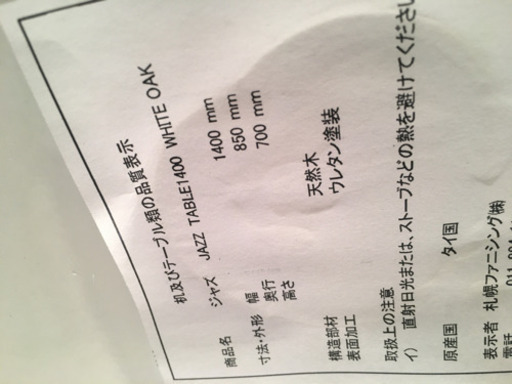 机及びテーブル類の品質表示
商品名 ジャズ JAZZ TABLE1400 WHITE OAK
寸法・外形 幅 1400 mm
奥行 850 mm
高さ 700 mm
構造部材 天然木
表面加工 ウレタン塗装
取扱上の注意
イ) 直射日光または、ストーブなどの熱を避けてください
原産国 タイ国
表示者 札幌ファニシング㈱
電話